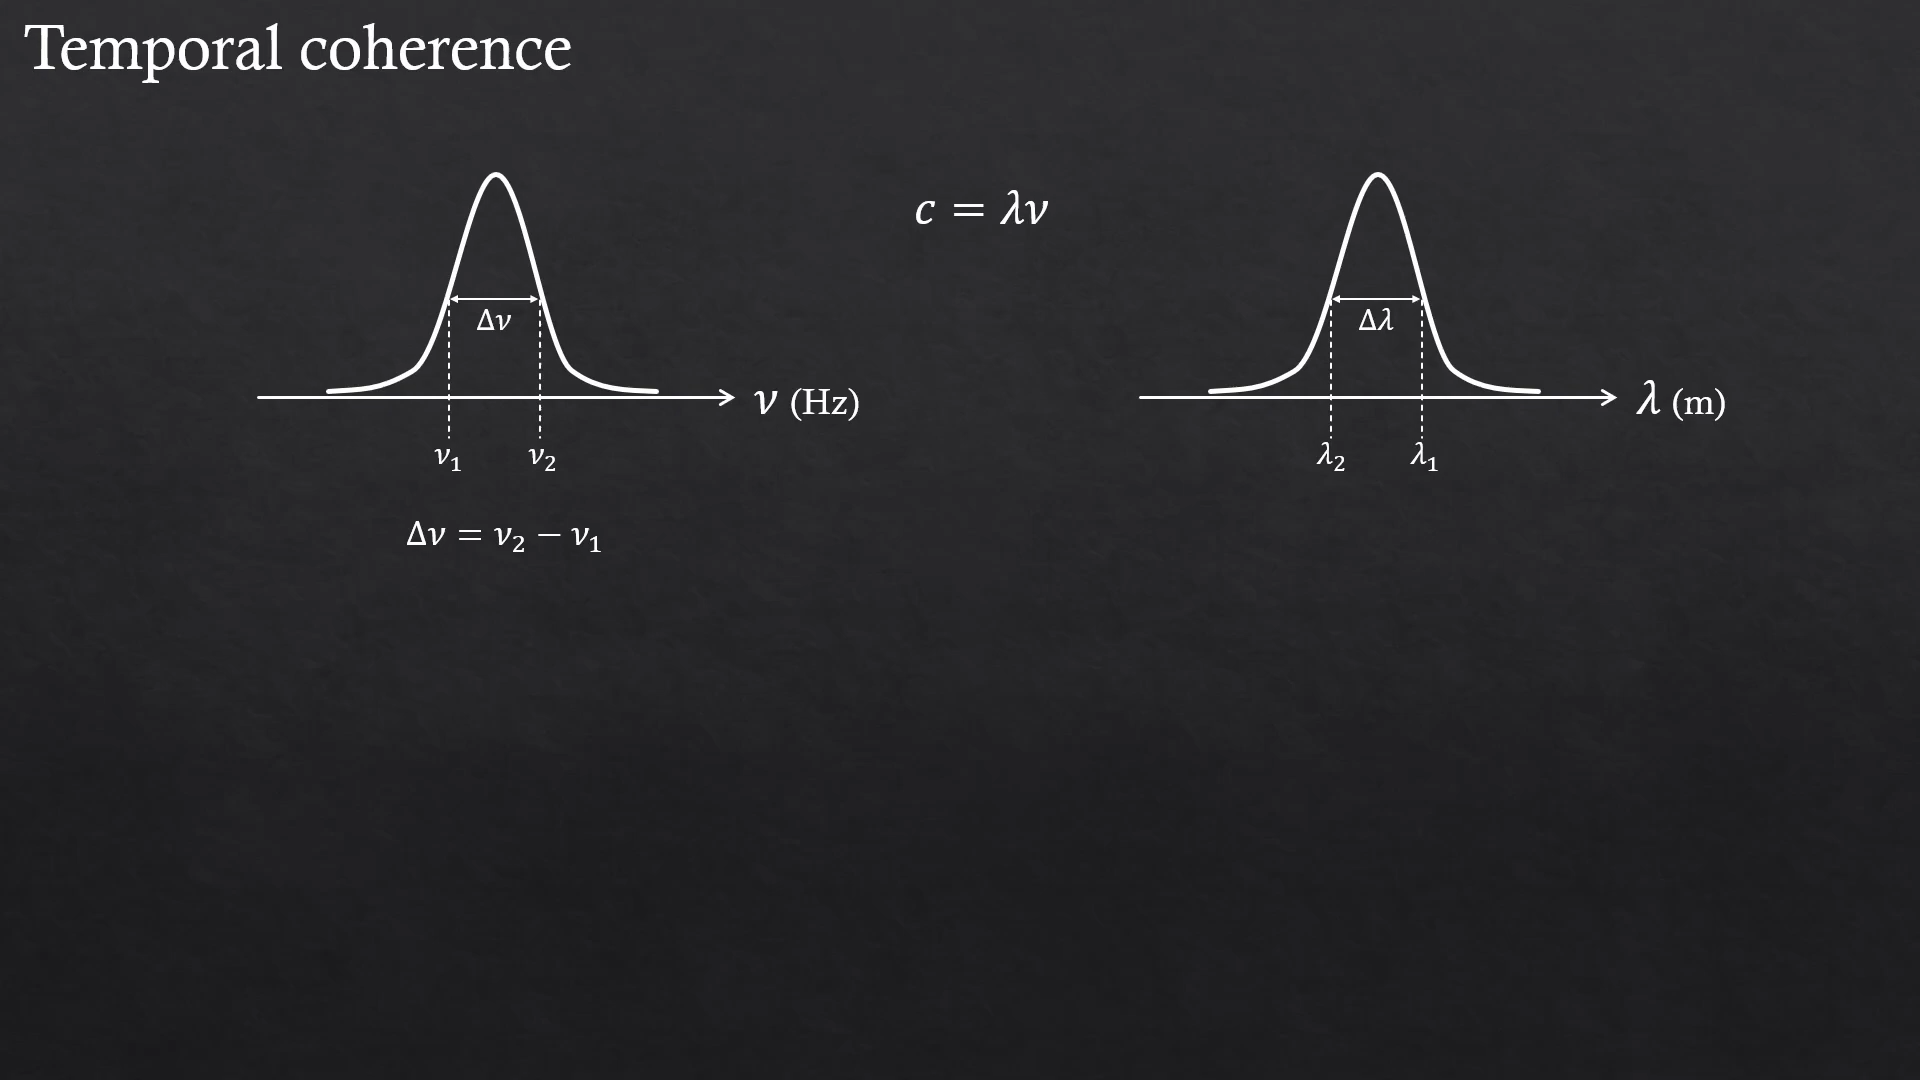 Temporal coherence
c = λν
Δν
Δλ
ν (Hz)
λ (m)
ν₁ ν₂
λ₂ λ₁
Δν = ν₂ − ν₁